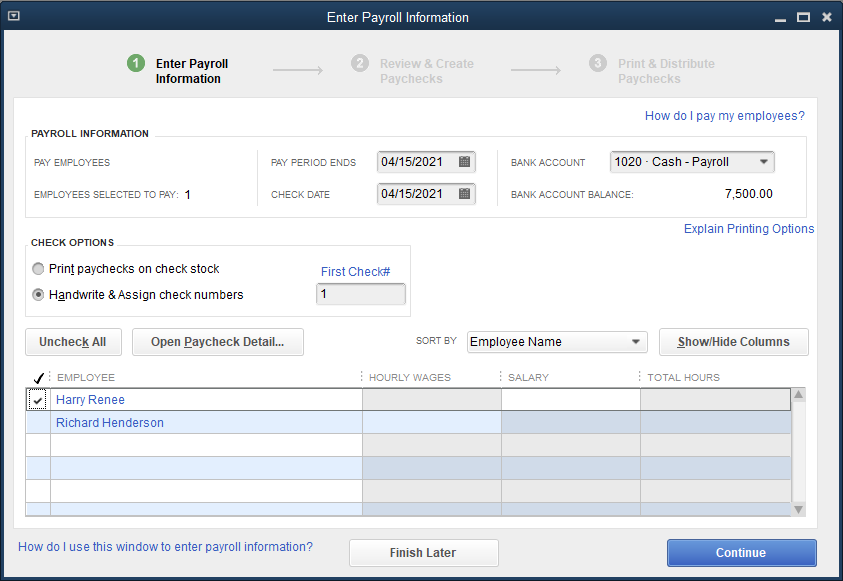 Enter Payroll Information
1 Enter Payroll Information
2 Review & Create Paychecks
3 Print & Distribute Paychecks
How do I pay my employees?
PAYROLL INFORMATION
PAY EMPLOYEES
PAY PERIOD ENDS 04/15/2021
BANK ACCOUNT 1020 · Cash - Payroll
EMPLOYEES SELECTED TO PAY: 1
CHECK DATE 04/15/2021
BANK ACCOUNT BALANCE: 7,500.00
Explain Printing Options
CHECK OPTIONS
Print paychecks on check stock
First Check#
Handwrite & Assign check numbers
1
Uncheck All
Open Paycheck Detail...
SORT BY Employee Name
Show/Hide Columns
EMPLOYEE HOURLY WAGES SALARY TOTAL HOURS
Harry Renee
Richard Henderson
How do I use this window to enter payroll information?
Finish Later
Continue